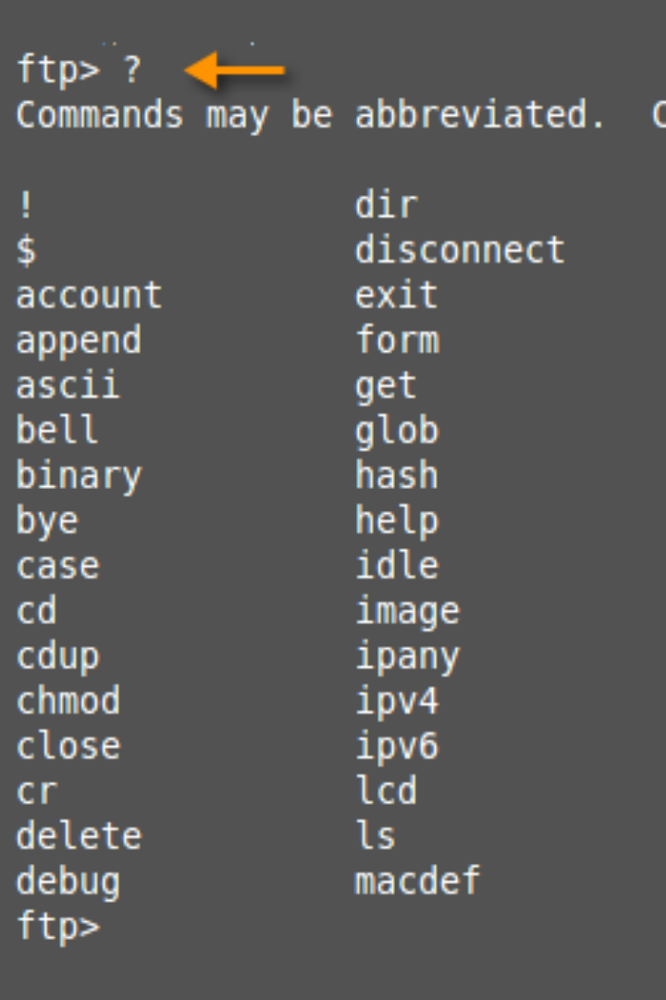 ftp> ?
Commands may be abbreviated.
! dir
$ disconnect
account exit
append form
ascii get
bell glob
binary hash
bye help
case idle
cd image
cdup ipany
chmod ipv4
close ipv6
cr lcd
delete ls
debug macdef
ftp>